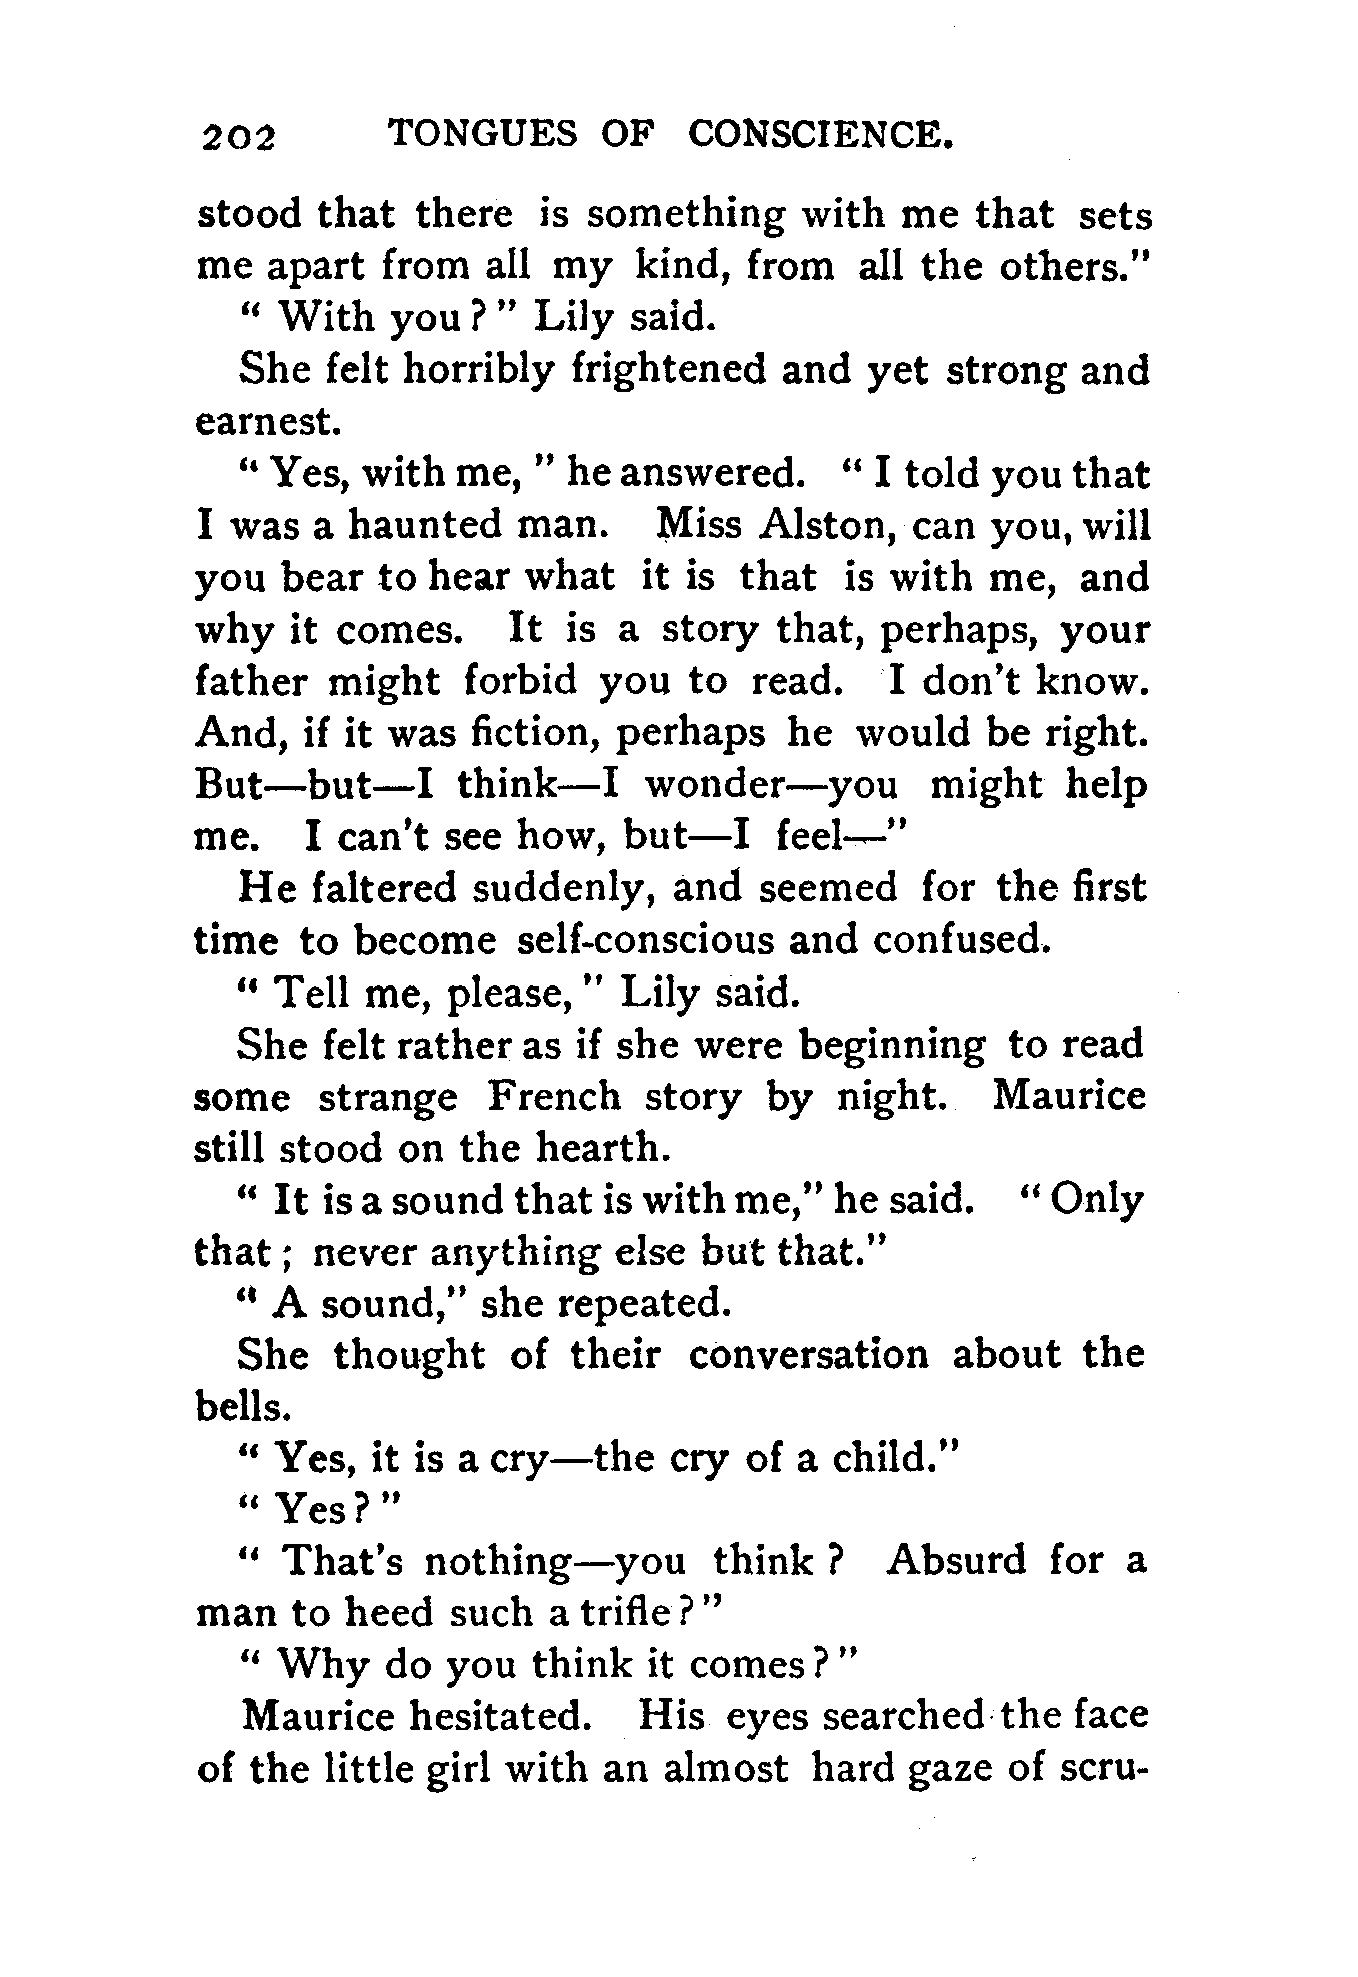 202 TONGUES OF CONSCIENCE.
stood that there is something with me that sets
me apart from all my kind, from all the others."
" With you ? " Lily said.
She felt horribly frightened and yet strong and
earnest.
" Yes, with me, " he answered. " I told you that
I was a haunted man. Miss Alston, can you, will
you bear to hear what it is that is with me, and
why it comes. It is a story that, perhaps, your
father might forbid you to read. I don't know.
And, if it was fiction, perhaps he would be right.
But—but—I think—I wonder—you might help
me. I can't see how, but—I feel—"
He faltered suddenly, and seemed for the first
time to become self-conscious and confused.
" Tell me, please, " Lily said.
She felt rather as if she were beginning to read
some strange French story by night. Maurice
still stood on the hearth.
" It is a sound that is with me," he said. " Only
that ; never anything else but that."
" A sound," she repeated.
She thought of their conversation about the
bells.
" Yes, it is a cry—the cry of a child."
" Yes ? "
" That's nothing—you think ? Absurd for a
man to heed such a trifle ? "
" Why do you think it comes ? "
Maurice hesitated. His eyes searched the face
of the little girl with an almost hard gaze of scru-